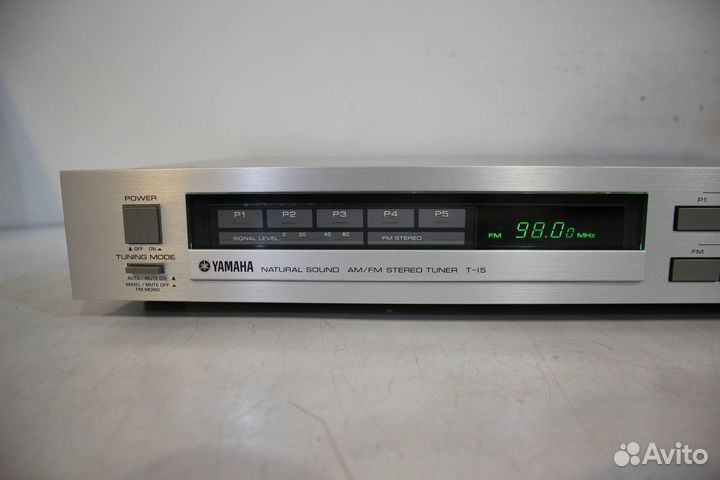 POWER
OFF ON
TUNING MODE
AUTO/MUTE ON
MAN'L/MUTE OFF
FM MONO
P1 P2 P3 P4 P5
SIGNAL LEVEL 0 20 40 80 FM STEREO
FM 98.00 MHz
YAMAHA NATURAL SOUND AM/FM STEREO TUNER T-15
P1
FM
Avito